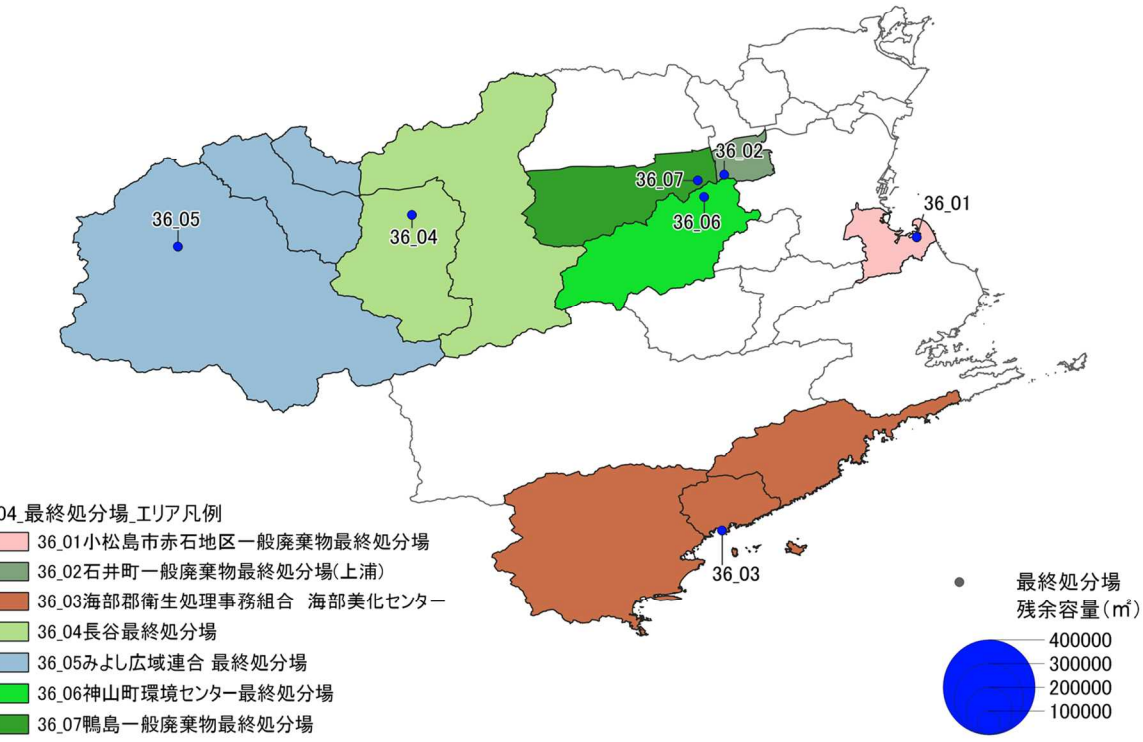 36_02
36_07
36_01
36_05
36_06
36_04
04_最終処分場_エリア凡例
36_01小松島市赤石地区一般廃棄物最終処分場
36_02石井町一般廃棄物最終処分場(上浦)
36_03海部郡衛生処理事務組合 海部美化センター
36_04長谷最終処分場
36_05みよし広域連合 最終処分場
36_06神山町環境センター最終処分場
36_07鴨島一般廃棄物最終処分場
36_03
最終処分場
残余容量(㎥)
400000
300000
200000
100000